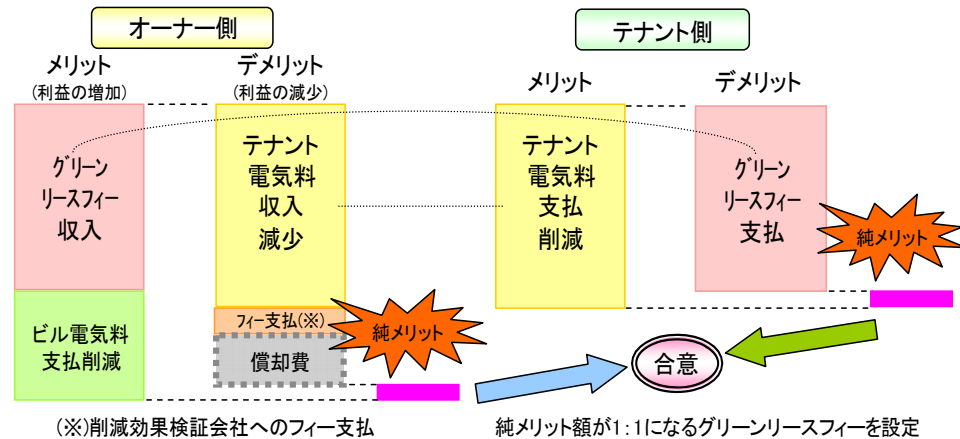 オーナー側
テナント側
メリット
(利益の増加)
デメリット
(利益の減少)
メリット
デメリット
グリーン
リースフィー
収入
テナント
電気料
収入
減少
テナント
電気料
支払
削減
グリーン
リースフィー
支払
純メリット
ビル電気料
支払削減
フィー支払(※)
償却費
純メリット
合意
(※)削減効果検証会社へのフィー支払
純メリット額が1:1になるグリーンリースフィーを設定